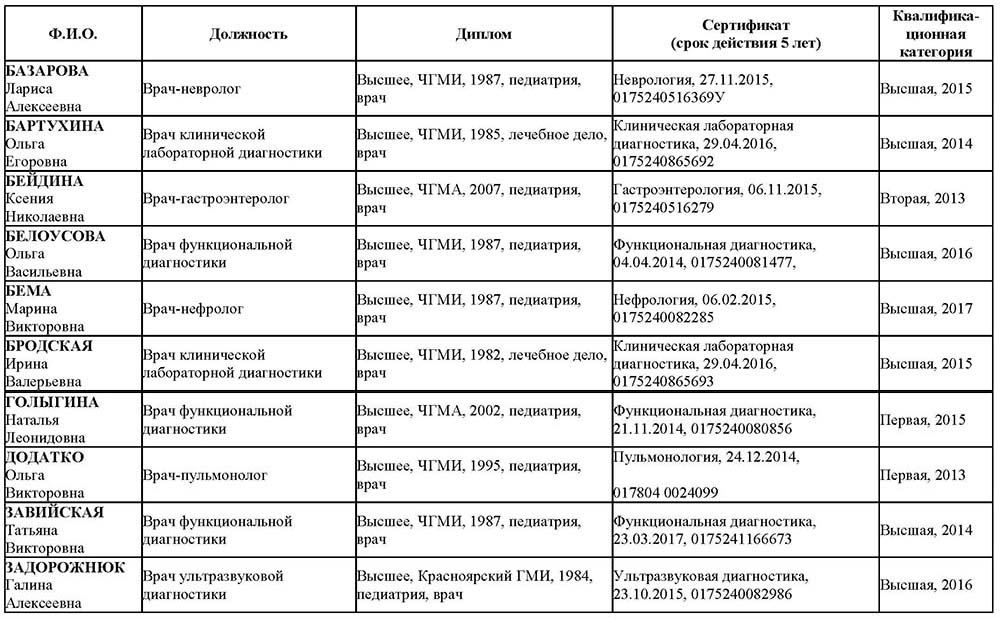 Ф.И.О.
Должность
Диплом
Сертификат
(срок действия 5 лет)
Квалифика-
ционная
категория
БАЗАРОВА
Лариса
Алексеевна
Врач-невролог
Высшее, ЧГМИ, 1987, педиатрия,
врач
Неврология, 27.11.2015,
0175240516369У
Высшая, 2015
БАРТУХИНА
Ольга
Егоровна
Врач клинической
лабораторной диагностики
Высшее, ЧГМИ, 1985, лечебное дело,
врач
Клиническая лабораторная
диагностика, 29.04.2016,
0175240865692
Высшая, 2014
БЕЙДИНА
Ксения
Николаевна
Врач-гастроэнтеролог
Высшее, ЧГМА, 2007, педиатрия,
врач
Гастроэнтерология, 06.11.2015,
0175240516279
Вторая, 2013
БЕЛОУСОВА
Ольга
Васильевна
Врач функциональной
диагностики
Высшее, ЧГМИ, 1987, педиатрия,
врач
Функциональная диагностика,
04.04.2014, 0175240081477,
Высшая, 2016
БЕМА
Марина
Викторовна
Врач-нефролог
Высшее, ЧГМИ, 1987, педиатрия,
врач
Нефрология, 06.02.2015,
0175240082285
Высшая, 2017
БРОДСКАЯ
Ирина
Валерьевна
Врач клинической
лабораторной диагностики
Высшее, ЧГМИ, 1982, лечебное дело,
врач
Клиническая лабораторная
диагностика, 29.04.2016,
0175240865693
Высшая, 2015
ГОЛЫГИНА
Наталья
Леонидовна
Врач функциональной
диагностики
Высшее, ЧГМА, 2002, педиатрия,
врач
Функциональная диагностика,
21.11.2014, 0175240080856
Первая, 2015
ДОДАТКО
Ольга
Викторовна
Врач-пульмонолог
Высшее, ЧГМИ, 1995, педиатрия,
врач
Пульмонология, 24.12.2014,
017804 0024099
Первая, 2013
ЗАВИЙСКАЯ
Татьяна
Викторовна
Врач функциональной
диагностики
Высшее, ЧГМИ, 1987, педиатрия,
врач
Функциональная диагностика,
23.03.2017, 0175241166673
Высшая, 2014
ЗАДОРОЖНЮК
Галина
Алексеевна
Врач ультразвуковой
диагностики
Высшее, Красноярский ГМИ, 1984,
педиатрия, врач
Ультразвуковая диагностика,
23.10.2015, 0175240082986
Высшая, 2016